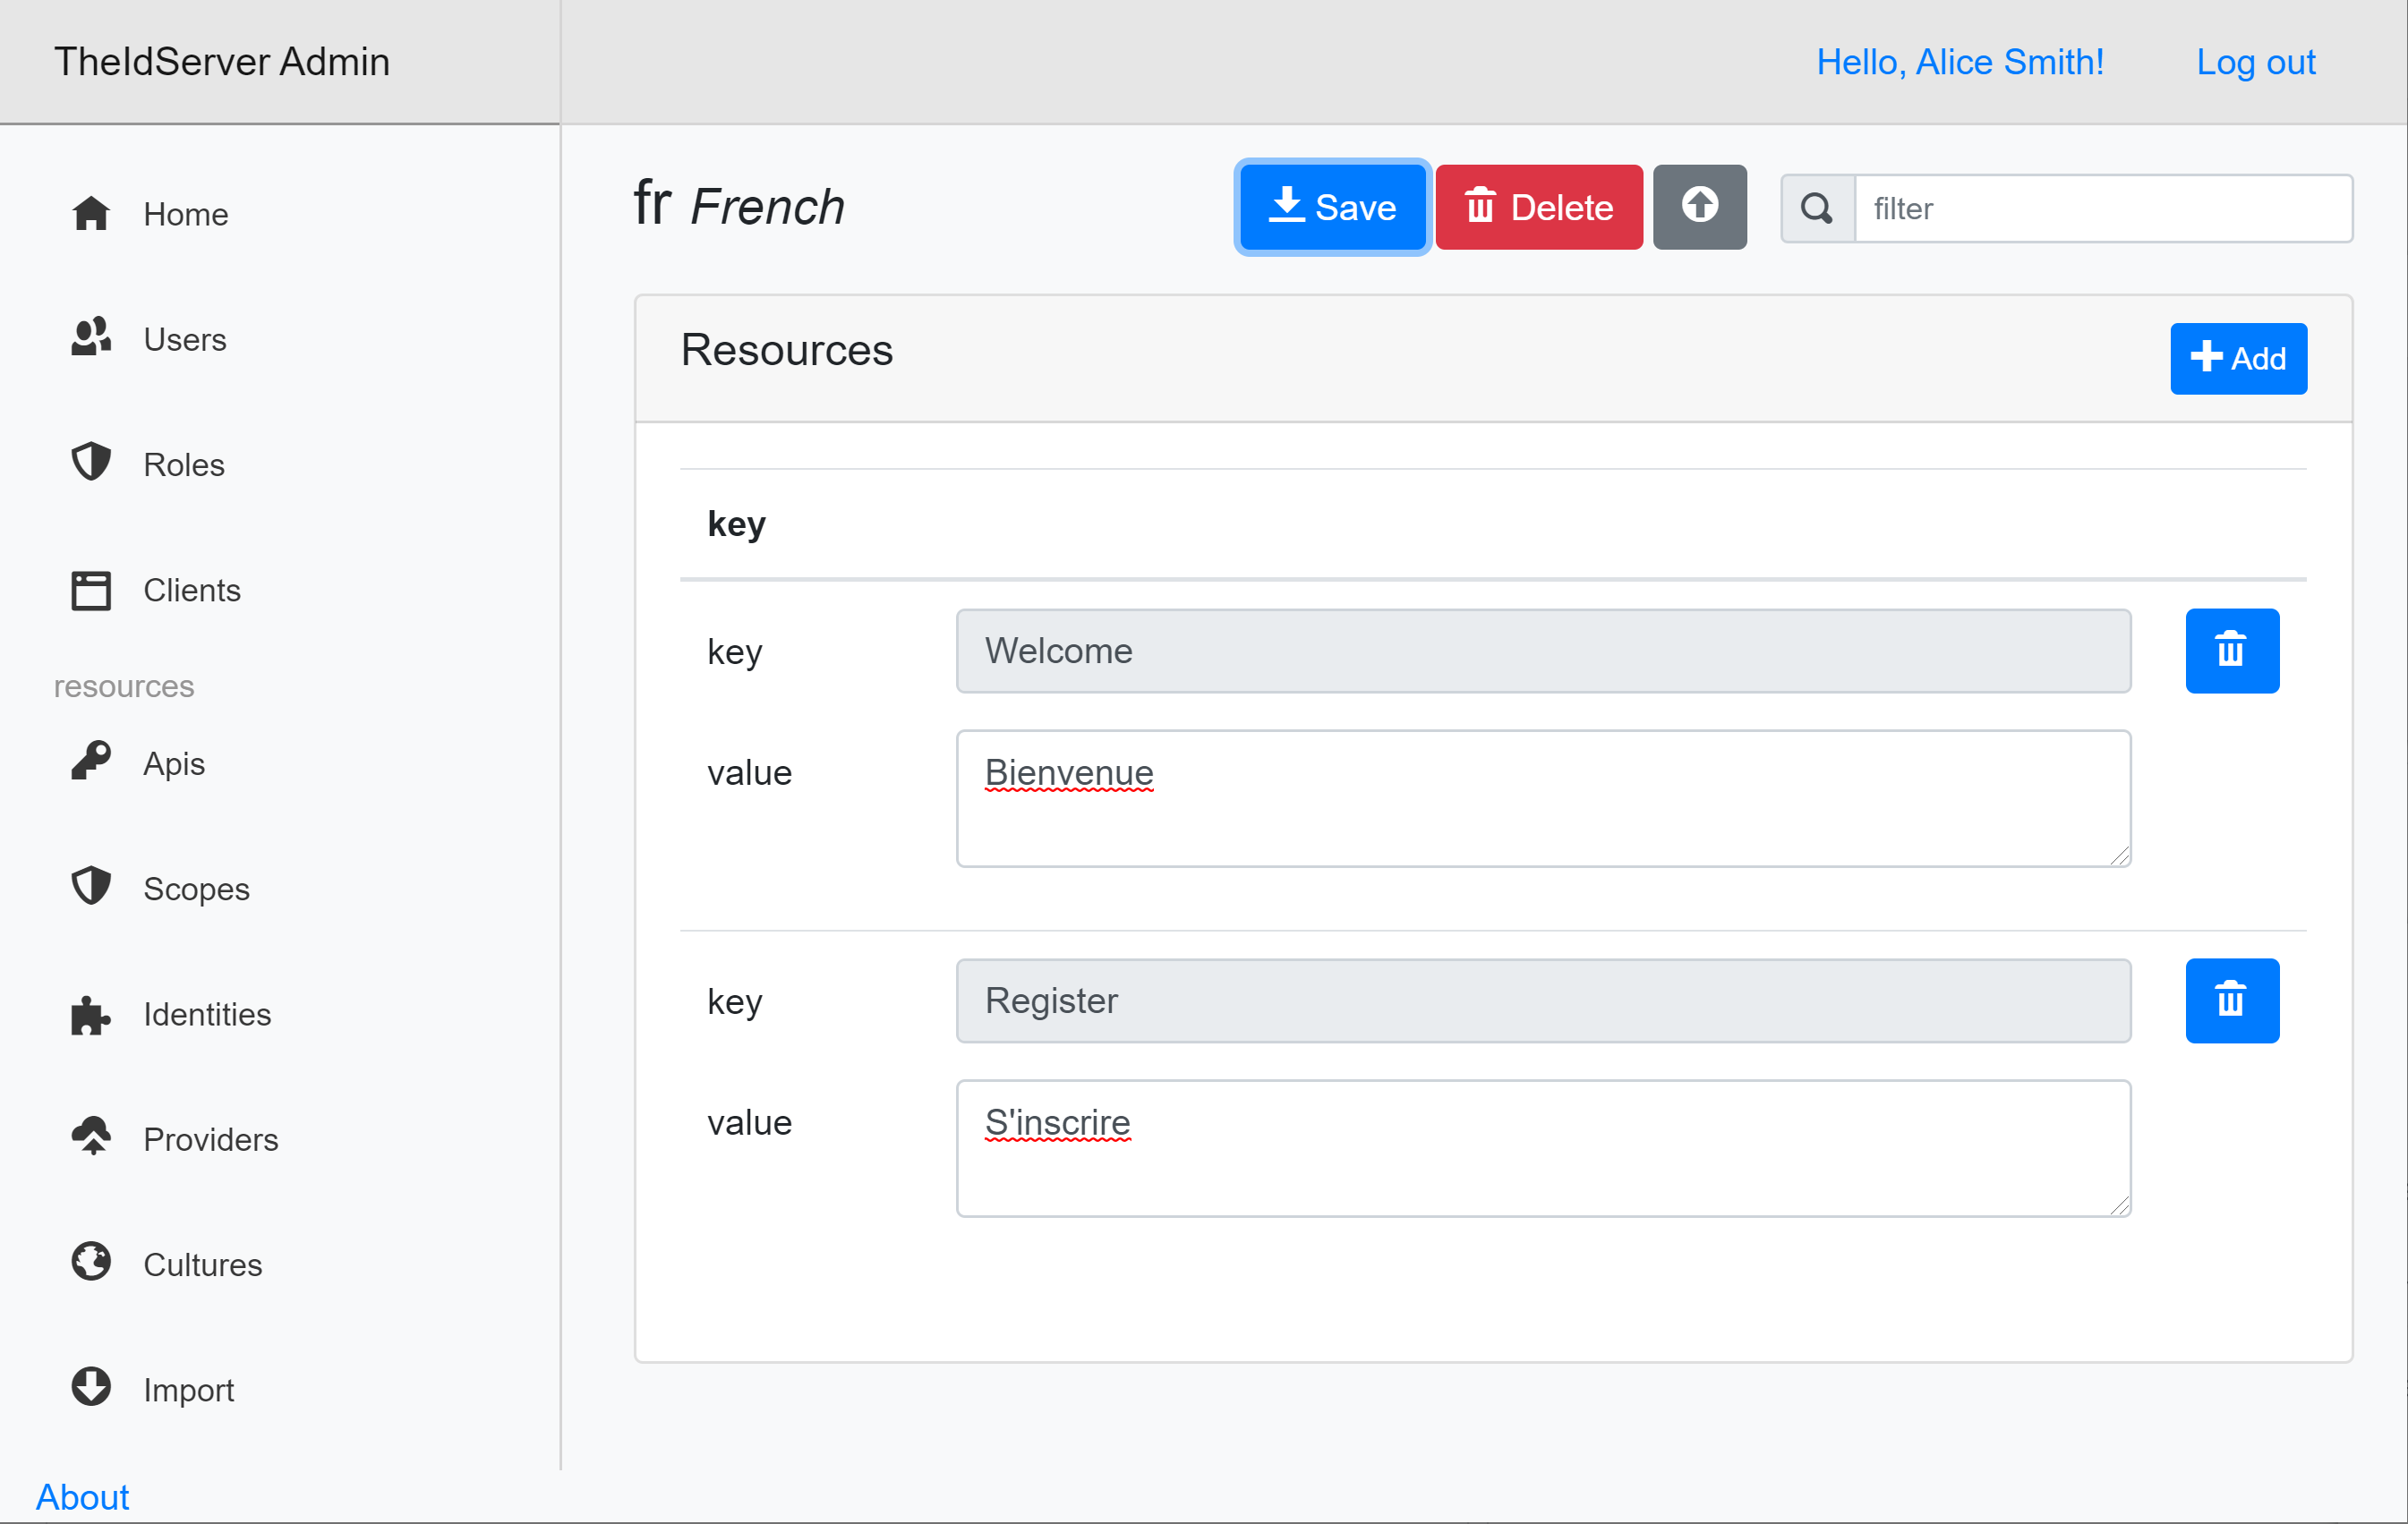 TheIdServer Admin
Hello, Alice Smith!
Log out
Home
Users
Roles
Clients
resources
Apis
Scopes
Identities
Providers
Cultures
Import
About
fr French
Save
Delete
filter
Resources
Add
key
key
Welcome
value
Bienvenue
key
Register
value
S'inscrire